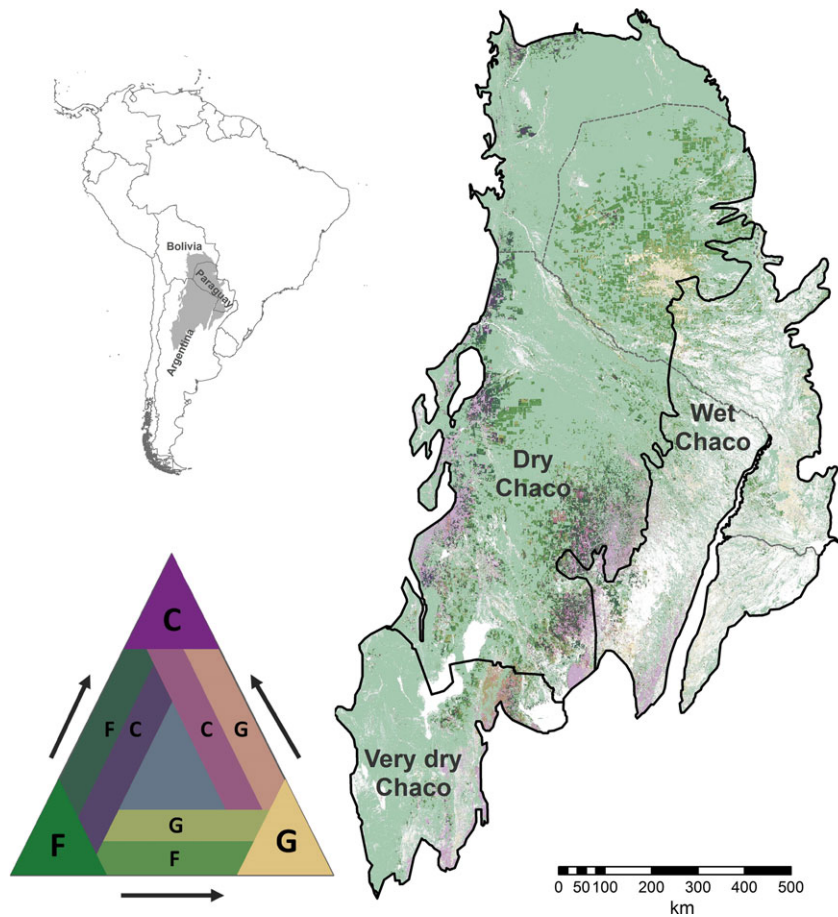 Bolivia
Paraguay
Argentina
Dry
Chaco
Wet
Chaco
Very dry
Chaco
C
F C
C G
G
F
F
G
0 50 100 200 300 400 500
km